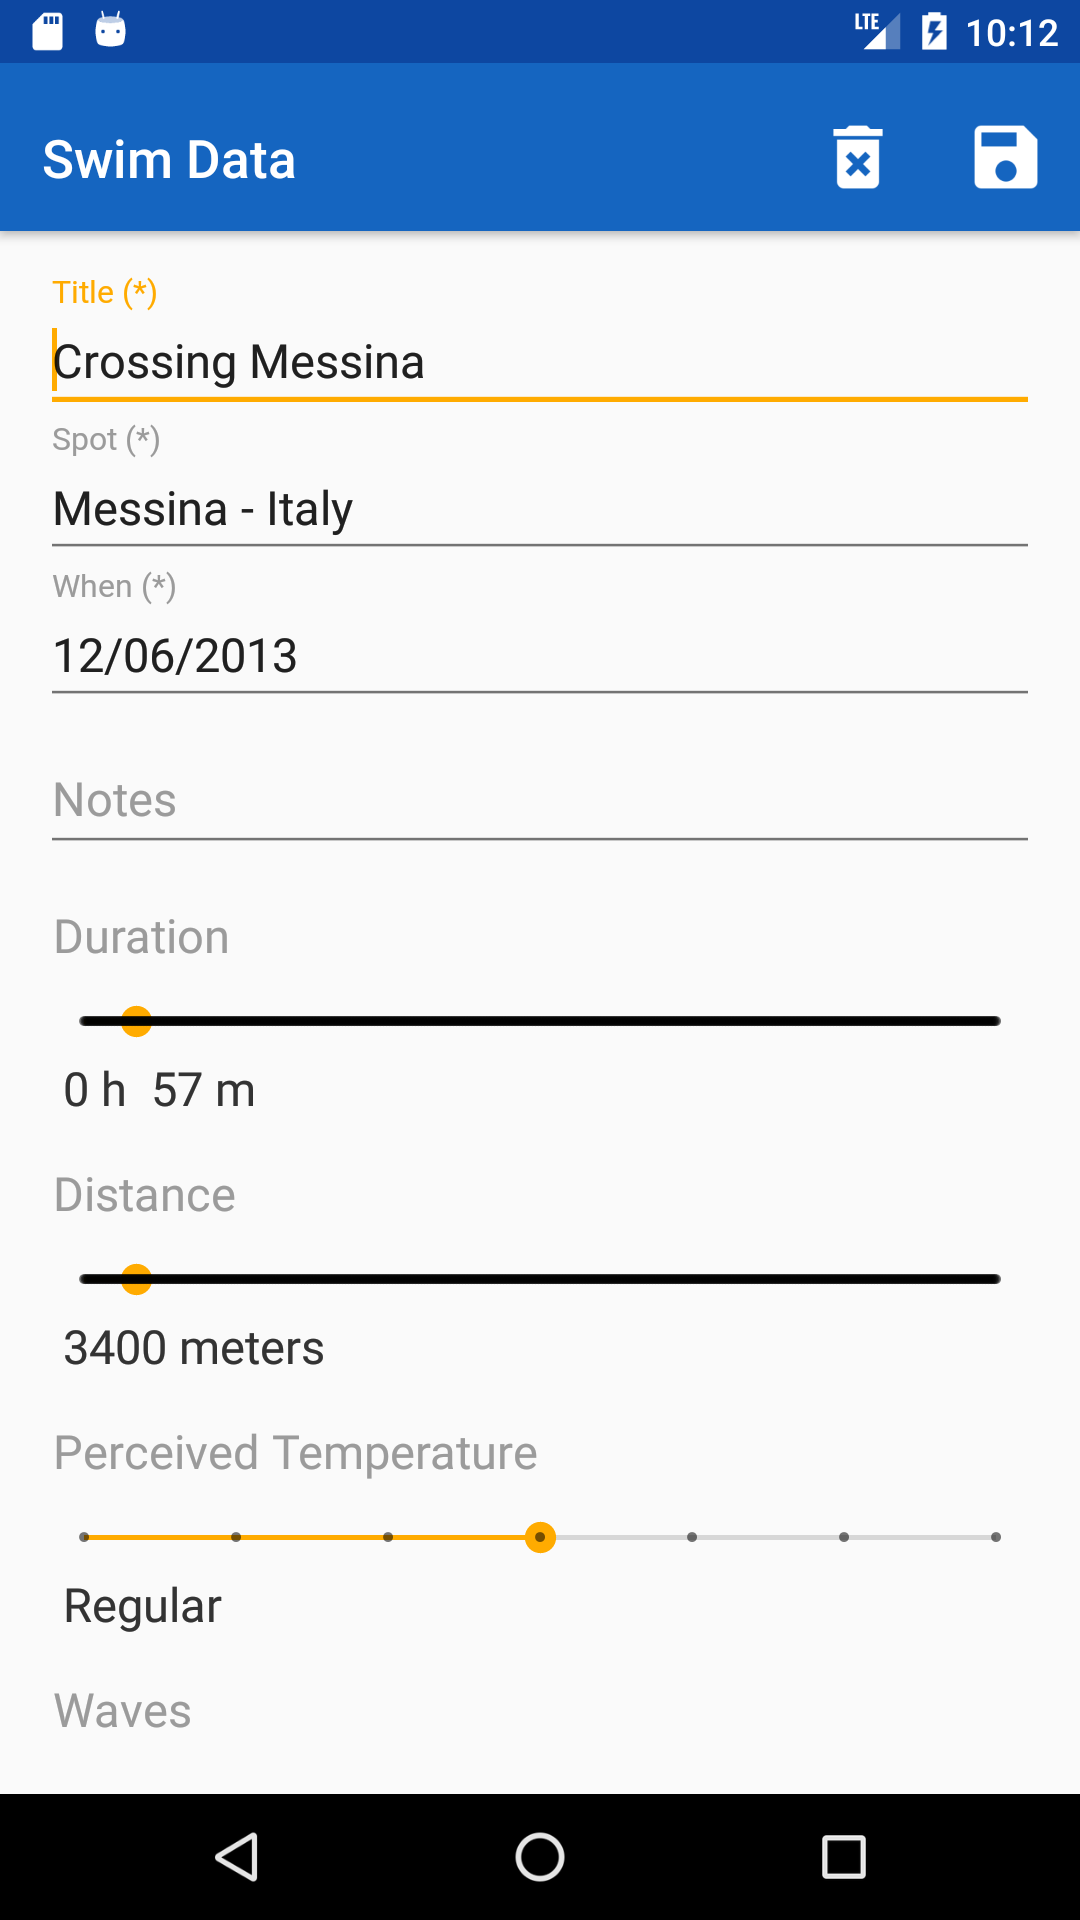 LTE 10:12
Swim Data
Title (*)
Crossing Messina
Spot (*)
Messina - Italy
When (*)
12/06/2013
Notes
Duration
0 h 57 m
Distance
3400 meters
Perceived Temperature
Regular
Waves